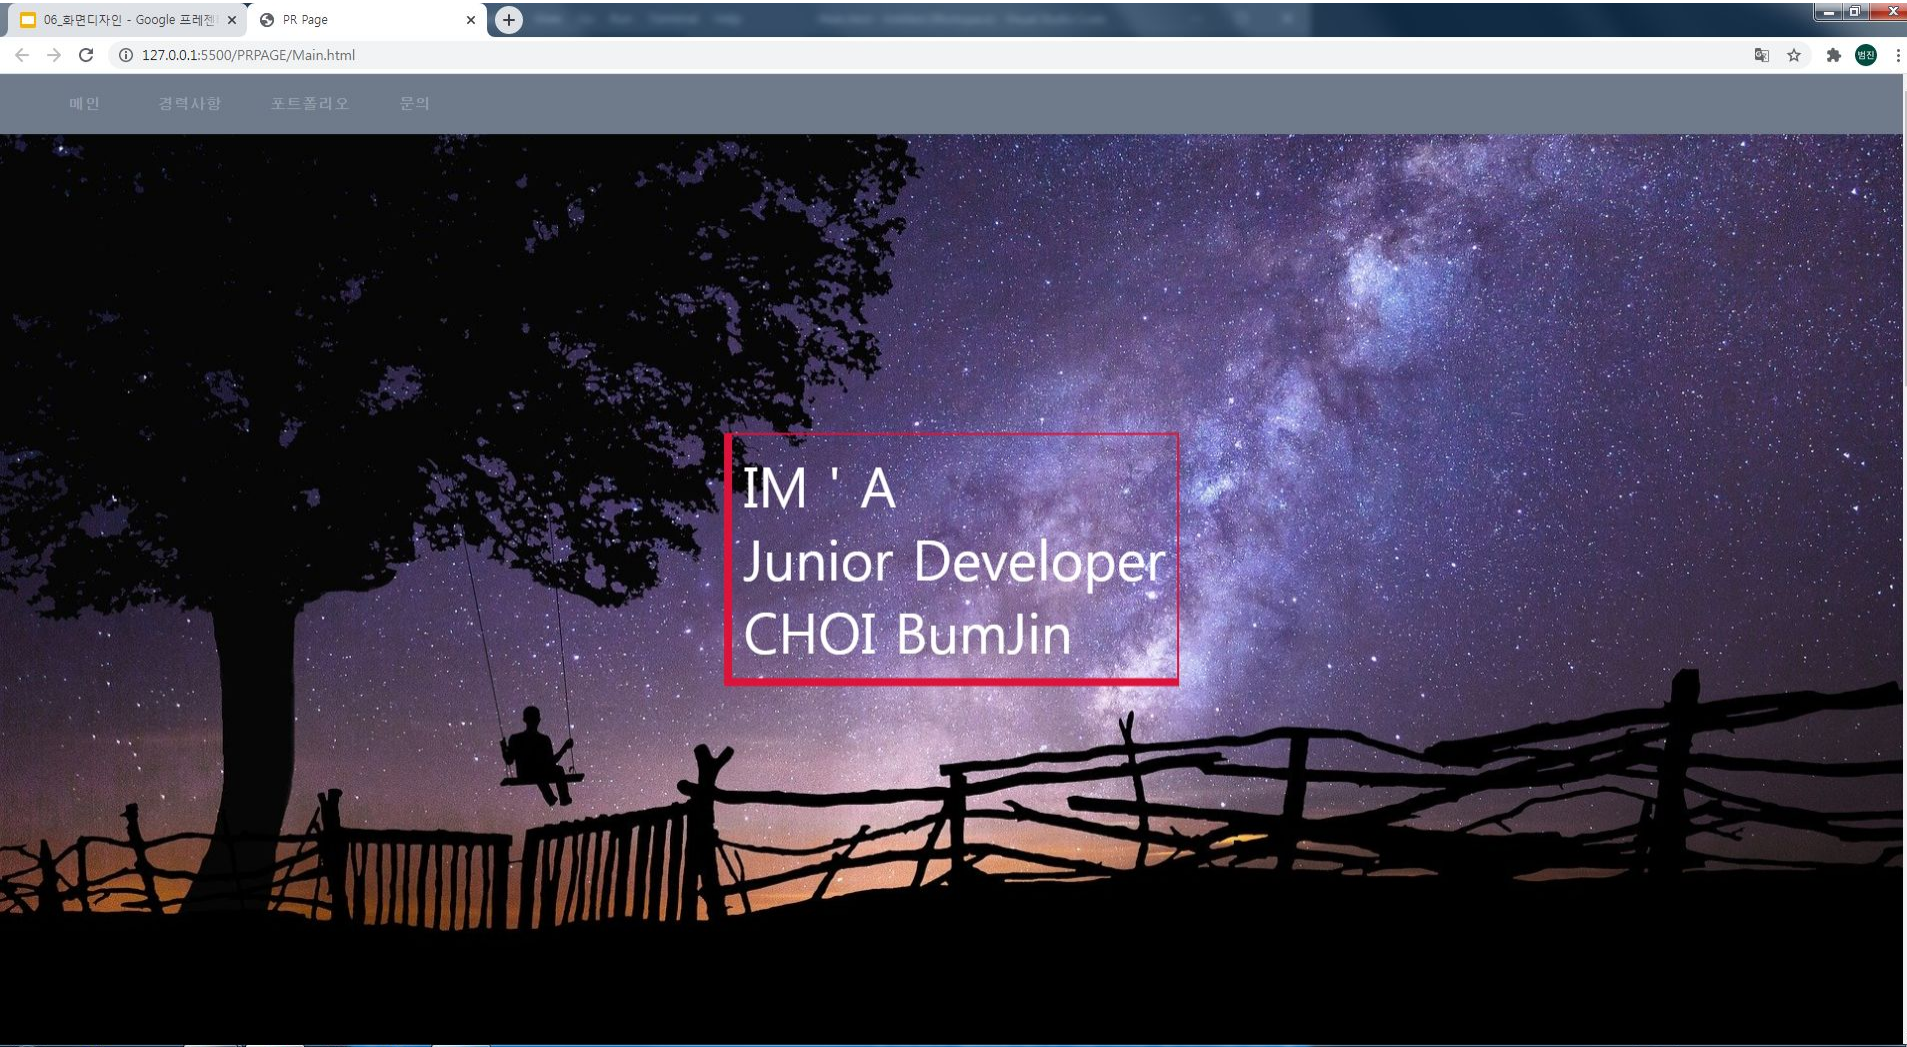 06_화면디자인 - Google 프레젠
PR Page
127.0.0.1:5500/PRPAGE/Main.html
범진
메인 경력사항 포트폴리오 문의
IM ' A
Junior Developer
CHOI BumJin